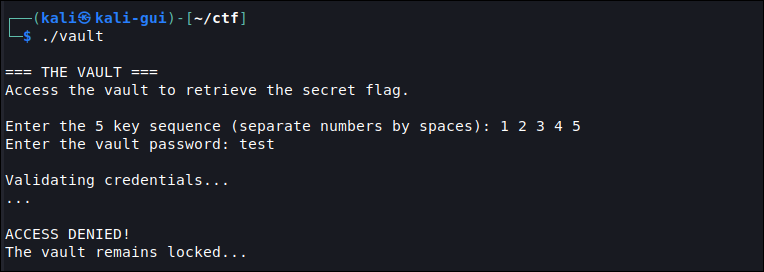 ┌──(kali㉿kali-gui)-[~/ctf]
└─$ ./vault
=== THE VAULT ===
Access the vault to retrieve the secret flag.
Enter the 5 key sequence (separate numbers by spaces): 1 2 3 4 5
Enter the vault password: test
Validating credentials...
...
ACCESS DENIED!
The vault remains locked...